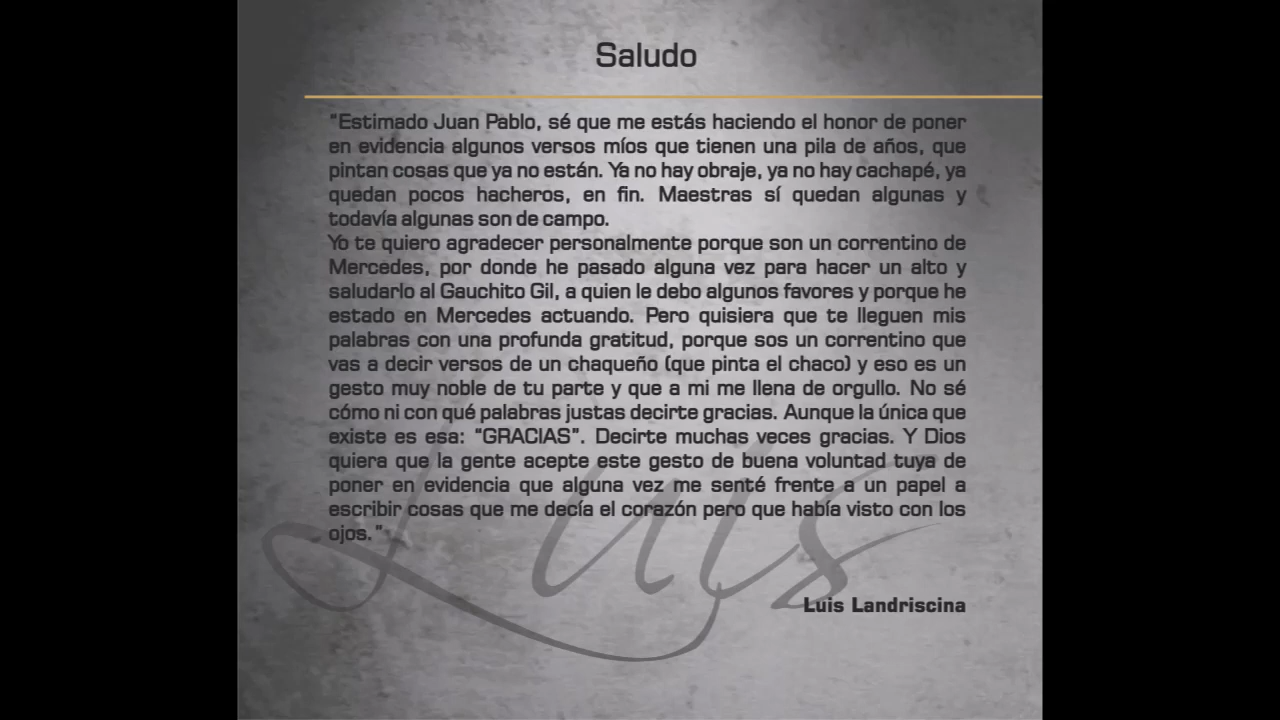 Saludo
"Estimado Juan Pablo, sé que me estás haciendo el honor de poner
en evidencia algunos versos míos que tienen una pila de años, que
pintan cosas que ya no están. Ya no hay obraje, ya no hay cachapé, ya
quedan pocos hacheros, en fin. Maestras sí quedan algunas y
todavía algunas son de campo.
Yo te quiero agradecer personalmente porque son un correntino de
Mercedes, por donde he pasado alguna vez para hacer un alto y
saludarlo al Gauchito Gil, a quien le debo algunos favores y porque he
estado en Mercedes actuando. Pero quisiera que te lleguen mis
palabras con una profunda gratitud, porque sos un correntino que
vas a decir versos de un chaqueño (que pinta el chaco) y eso es un
gesto muy noble de tu parte y que a mi me llena de orgullo. No sé
cómo ni con qué palabras justas decirte gracias. Aunque la única que
existe es esa: "GRACIAS". Decirte muchas veces gracias. Y Dios
quiera que la gente acepte este gesto de buena voluntad tuya de
poner en evidencia que alguna vez me senté frente a un papel a
escribir cosas que me decía el corazón pero que había visto con los
ojos."
Luis
Luis Landriscina